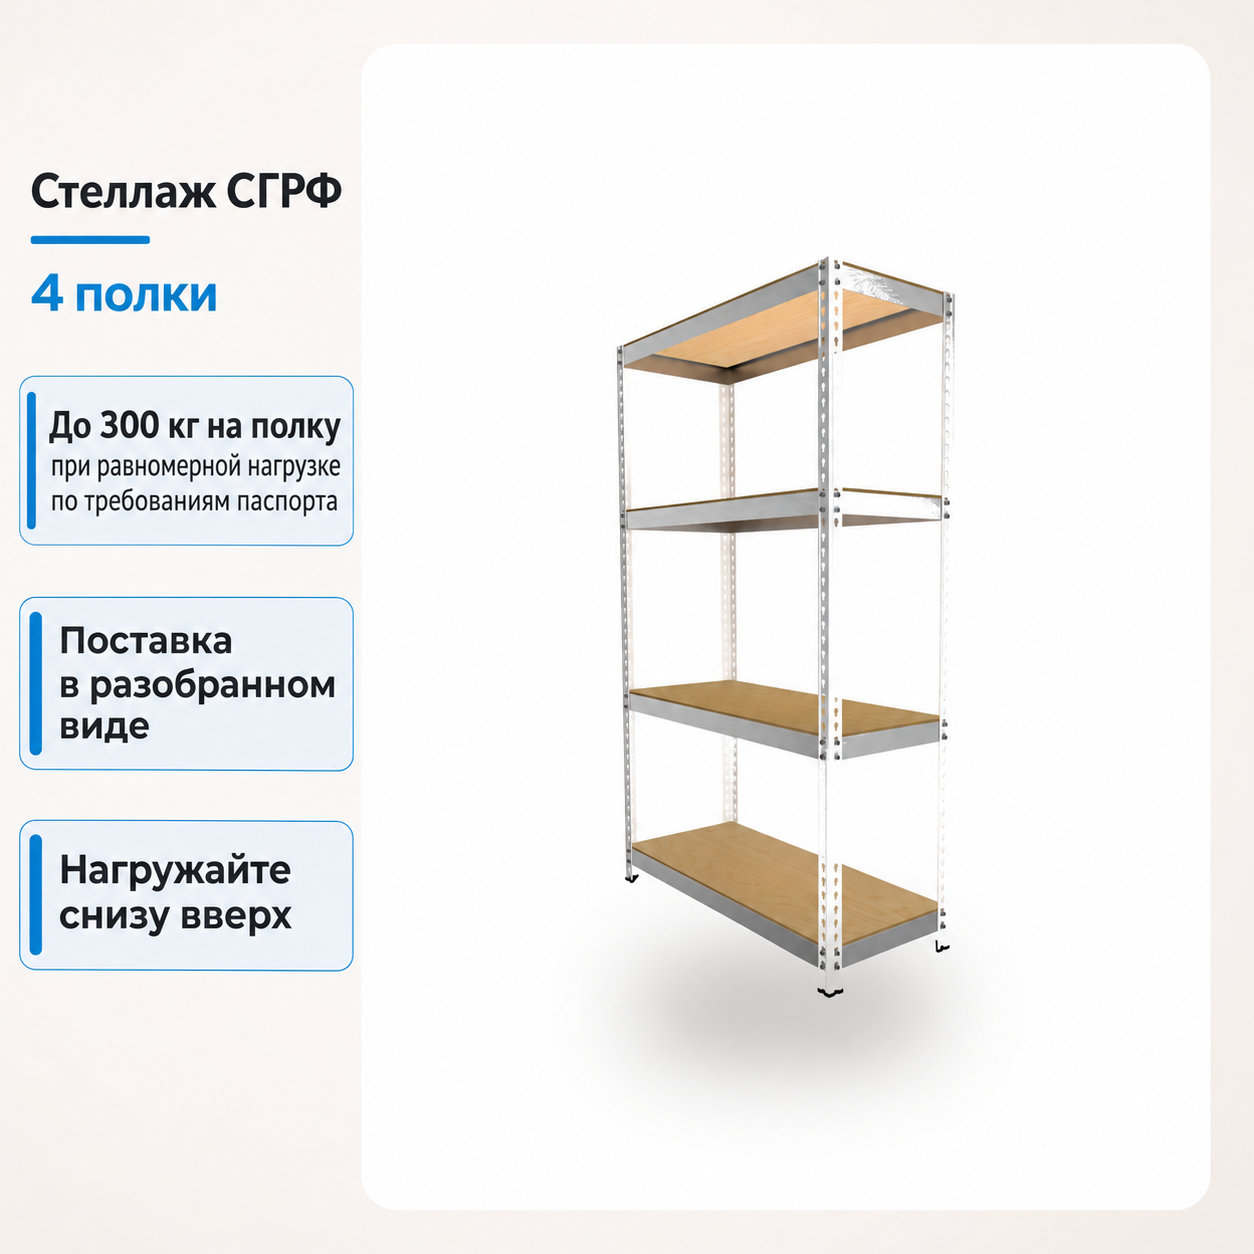 Стеллаж СГРФ
4 полки
До 300 кг на полку
при равномерной нагрузке
по требованиям паспорта
Поставка
в разобранном
виде
Нагружайте
снизу вверх